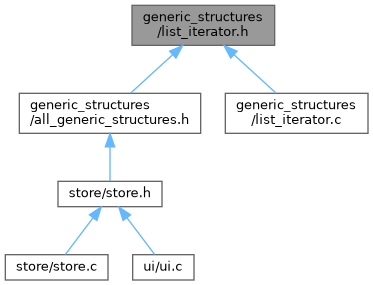 generic_structures
/list_iterator.h
generic_structures
/all_generic_structures.h
generic_structures
/list_iterator.c
store/store.h
store/store.c
ui/ui.c